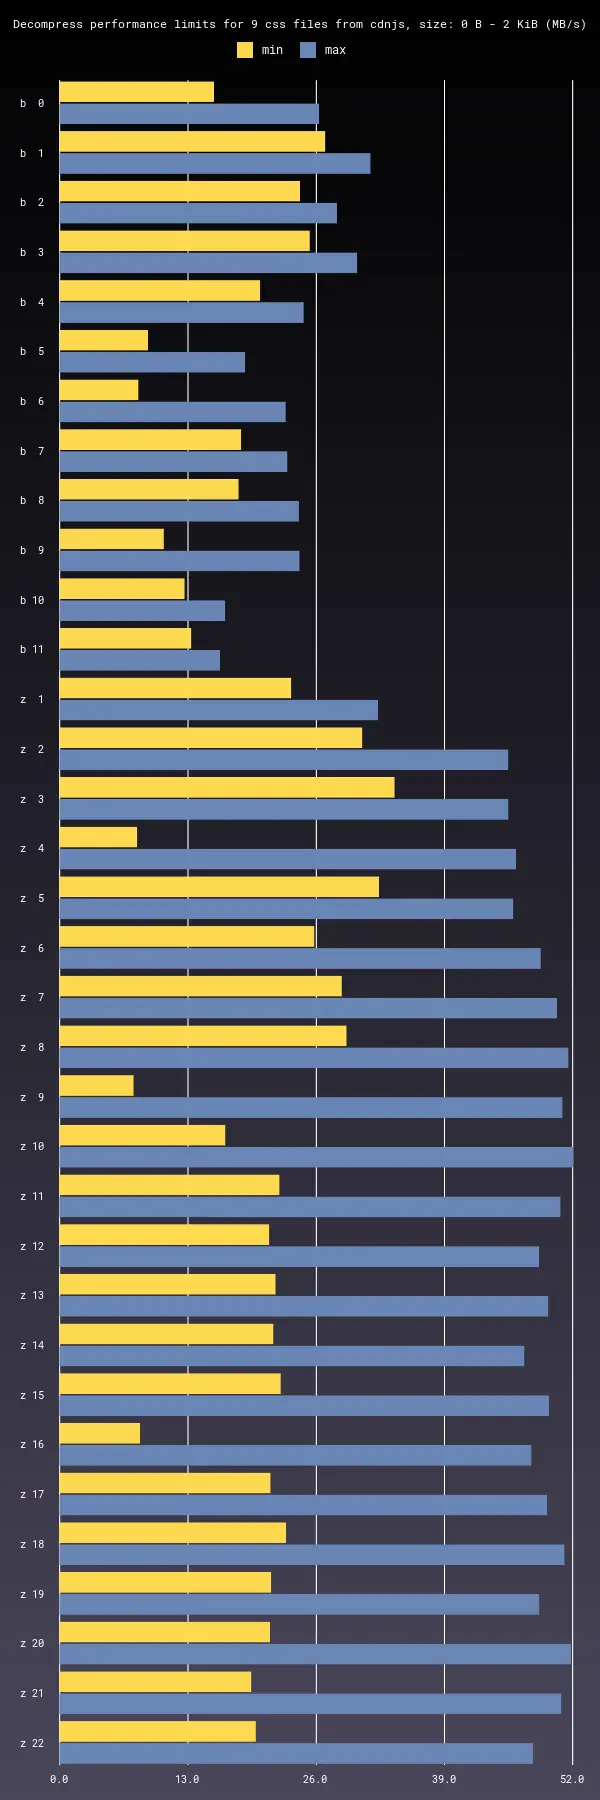 Decompress performance limits for 9 css files from cdnjs, size: 0 B - 2 KiB (MB/s)
min max
b 0
b 1
b 2
b 3
b 4
b 5
b 6
b 7
b 8
b 9
b 10
b 11
z 1
z 2
z 3
z 4
z 5
z 6
z 7
z 8
z 9
z 10
z 11
z 12
z 13
z 14
z 15
z 16
z 17
z 18
z 19
z 20
z 21
z 22
0.0 13.0 26.0 39.0 52.0